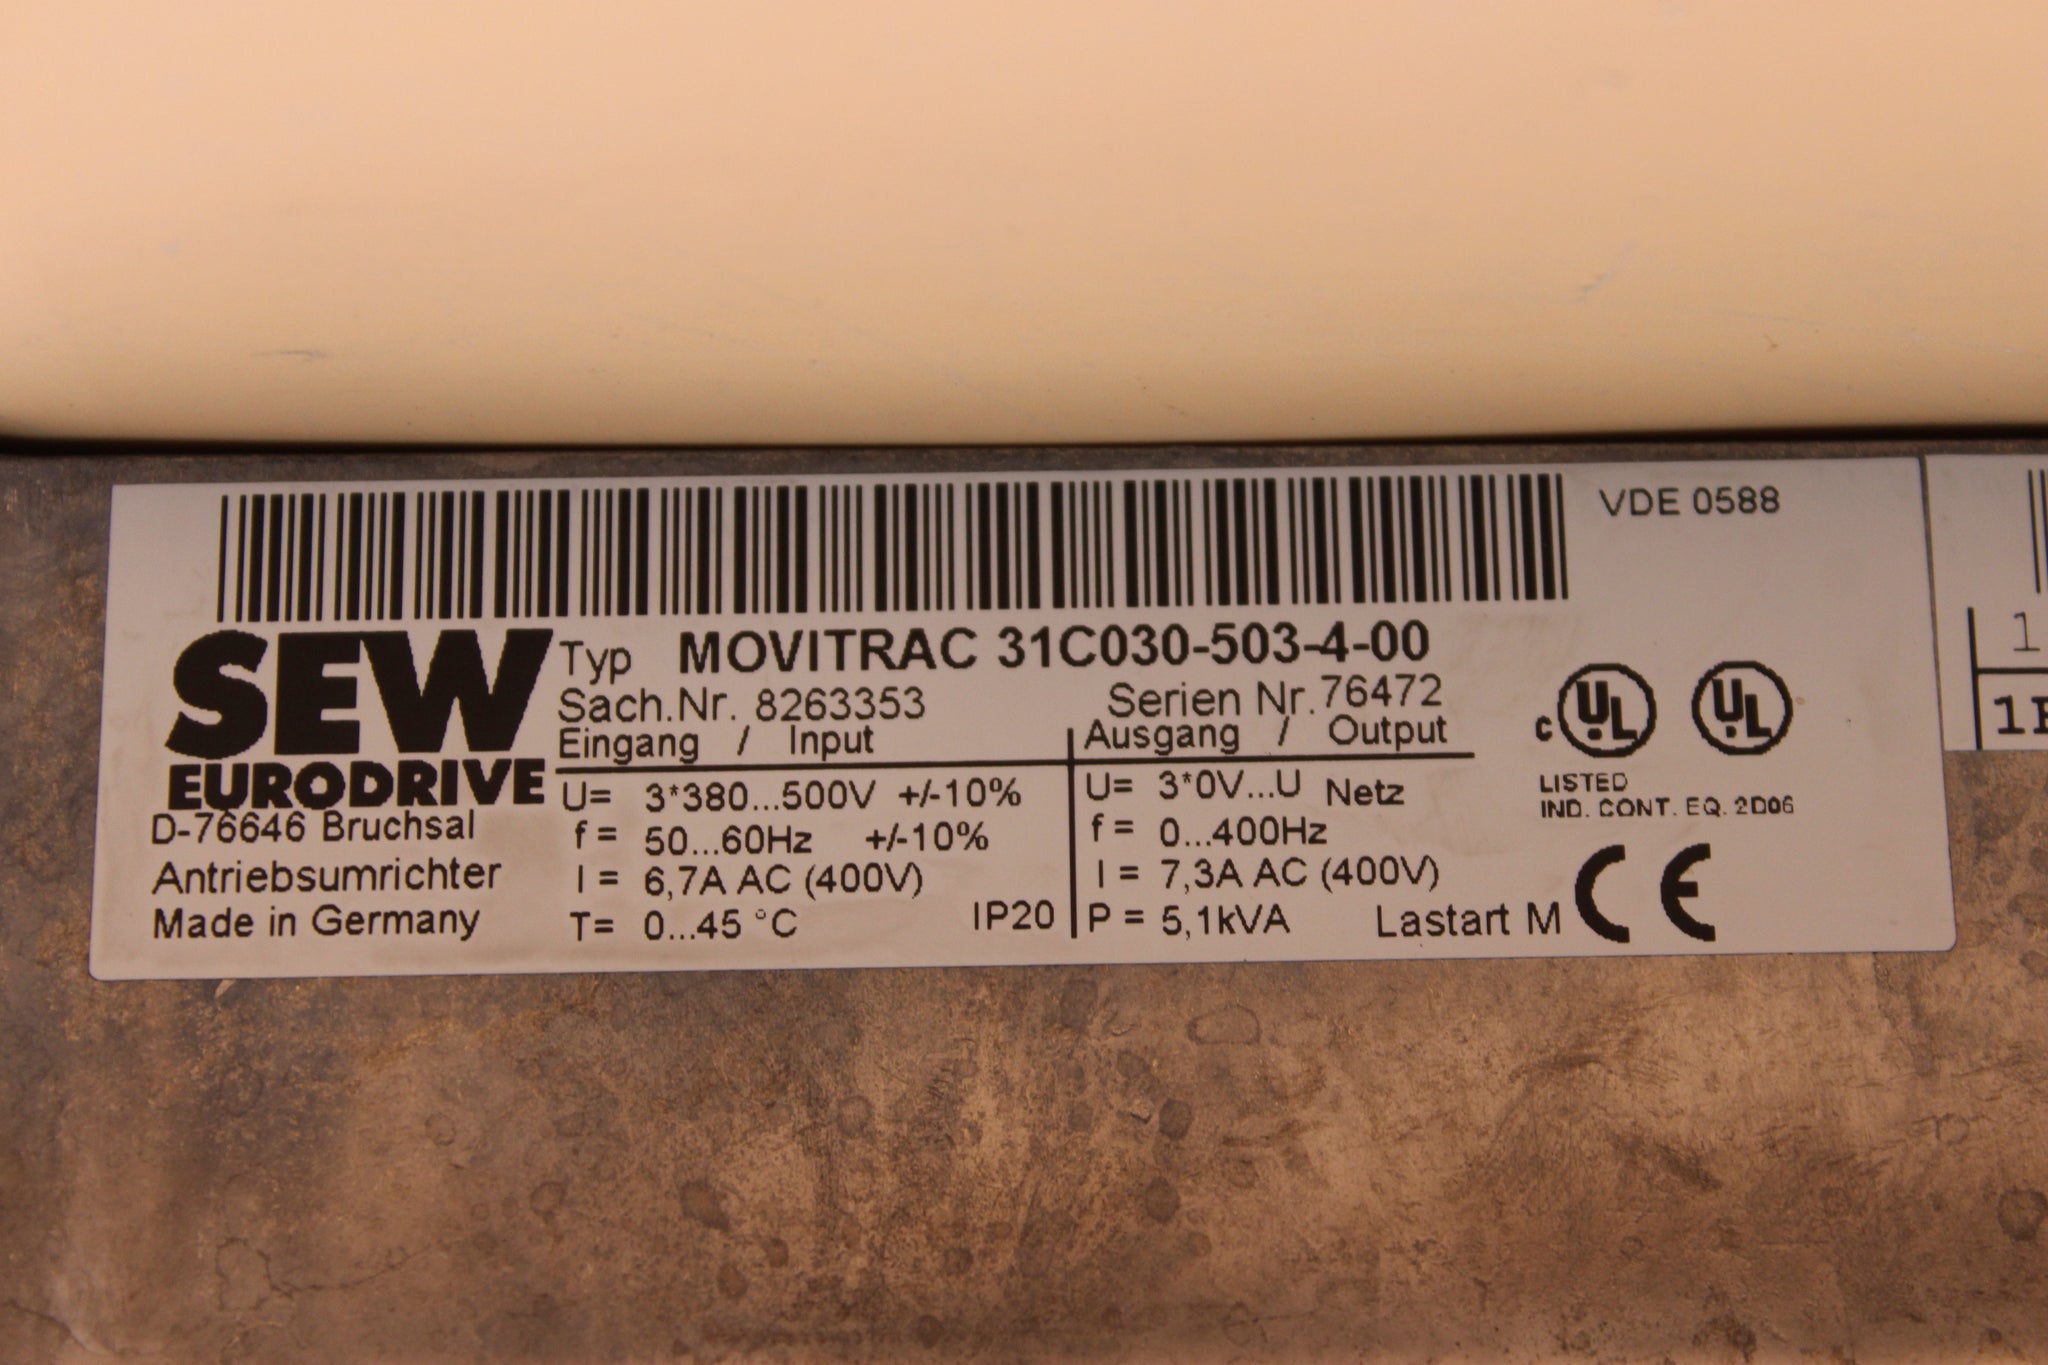 VDE 0588
SEW
EURODRIVE
D-76646 Bruchsal
Antriebsumrichter
Made in Germany
Typ MOVITRAC 31C030-503-4-00
Sach.Nr. 8263353 Serien Nr. 76472
Eingang / Input Ausgang / Output
U= 3*380...500V +/-10% U= 3*0V...U Netz
f = 50...60Hz +/-10% f = 0...400Hz
I = 6,7A AC (400V) I = 7,3A AC (400V)
T= 0...45 °C IP20 P = 5,1kVA Lastart M
c UL UL
LISTED
IND. CONT. EQ. 2D06
CE
1